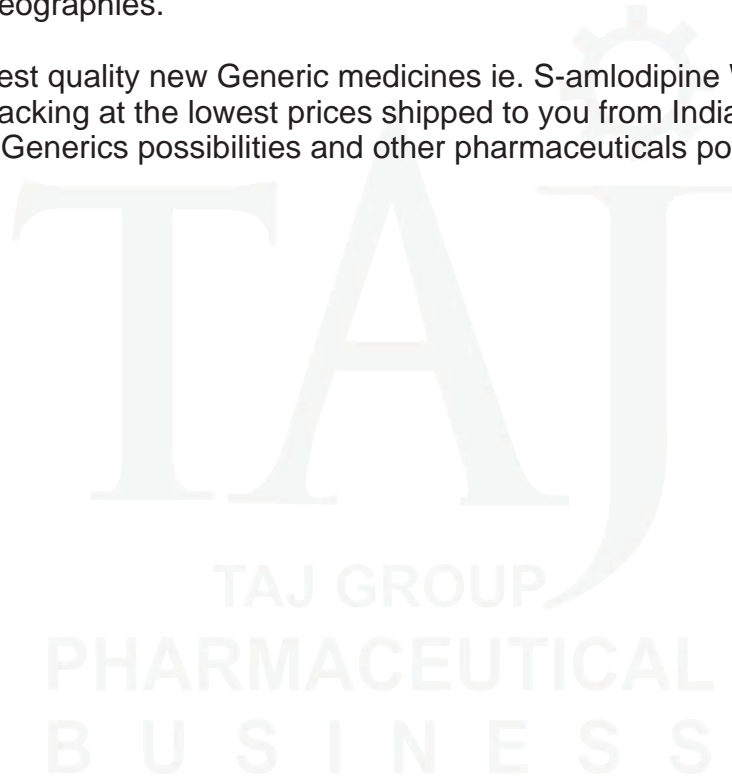 eographies.
est quality new Generic medicines ie. S-amlodipine
acking at the lowest prices shipped to you from India
Generics possibilities and other pharmaceuticals po
TAJ
TAJ GROUP
PHARMACEUTICAL
BUSINESS